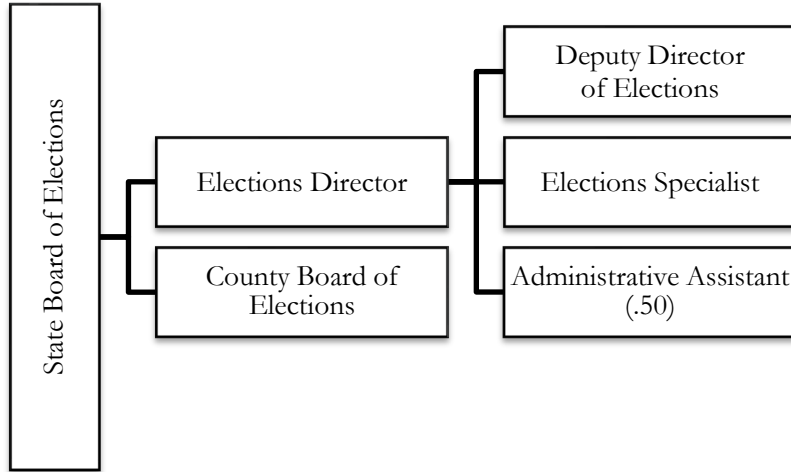 State Board of Elections
Elections Director
County Board of
Elections
Deputy Director
of Elections
Elections Specialist
Administrative Assistant
(.50)